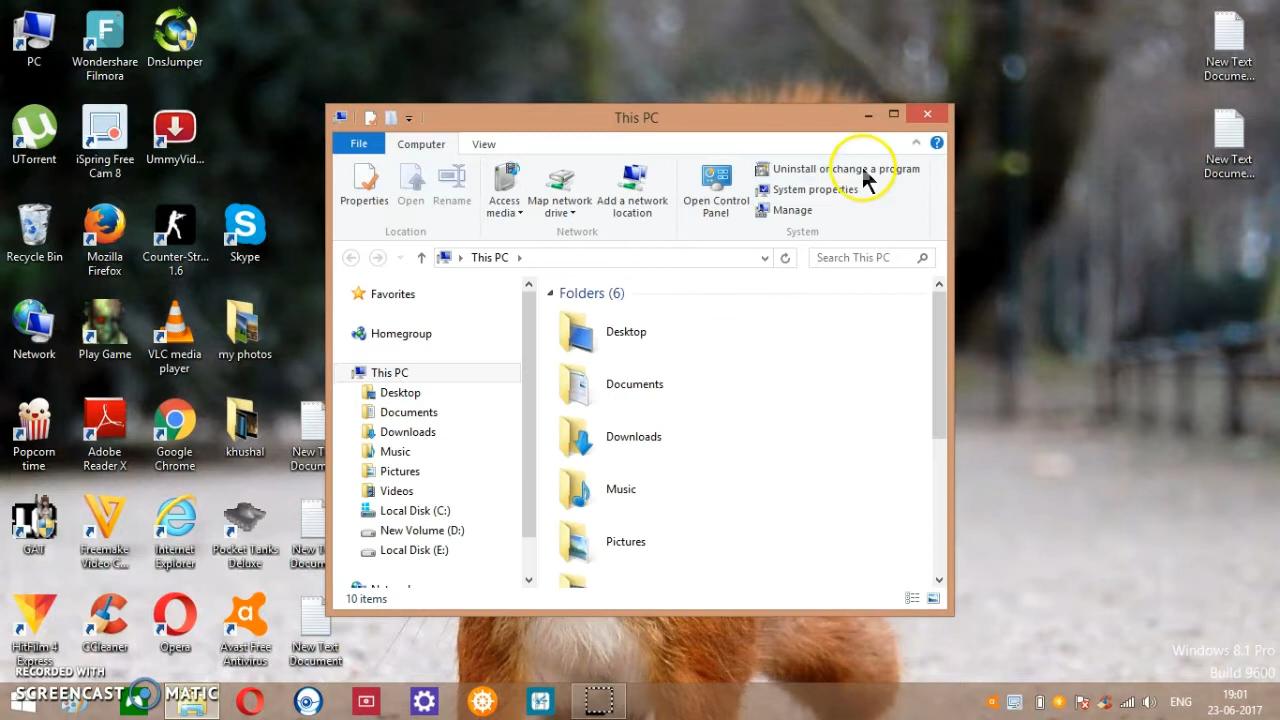 PC
Wondershare
Filmora
DnsJumper
UTorrent
iSpring Free
Cam 8
UmmyVid...
Recycle Bin
Mozilla
Firefox
Counter-Str...
1.6
Skype
Network
Play Game
VLC media
player
my photos
Popcorn
time
Adobe
Reader X
Google
Chrome
khushal
New Te
Docum
GAT
Freemake
Video C...
Internet
Explorer
Pocket Tanks
Deluxe
New Te
Docum
HitFilm 4
Express
CCleaner
Opera
Avast Free
Antivirus
New Text
Document
New Text
Docume...
New Text
Docume...
This PC
File
Computer
View
Properties
Open
Rename
Location
Access
media
Map network
drive
Add a network
location
Network
Open Control
Panel
Uninstall or change a program
System properties
Manage
System
This PC
Search This PC
Favorites
Homegroup
This PC
Desktop
Documents
Downloads
Music
Pictures
Videos
Local Disk (C:)
New Volume (D:)
Local Disk (E:)
Folders (6)
Desktop
Documents
Downloads
Music
Pictures
10 items
Windows 8.1 Pro
Build 9600
RECORDED WITH
SCREENCAST MATIC
ENG
19:01
23-06-2017